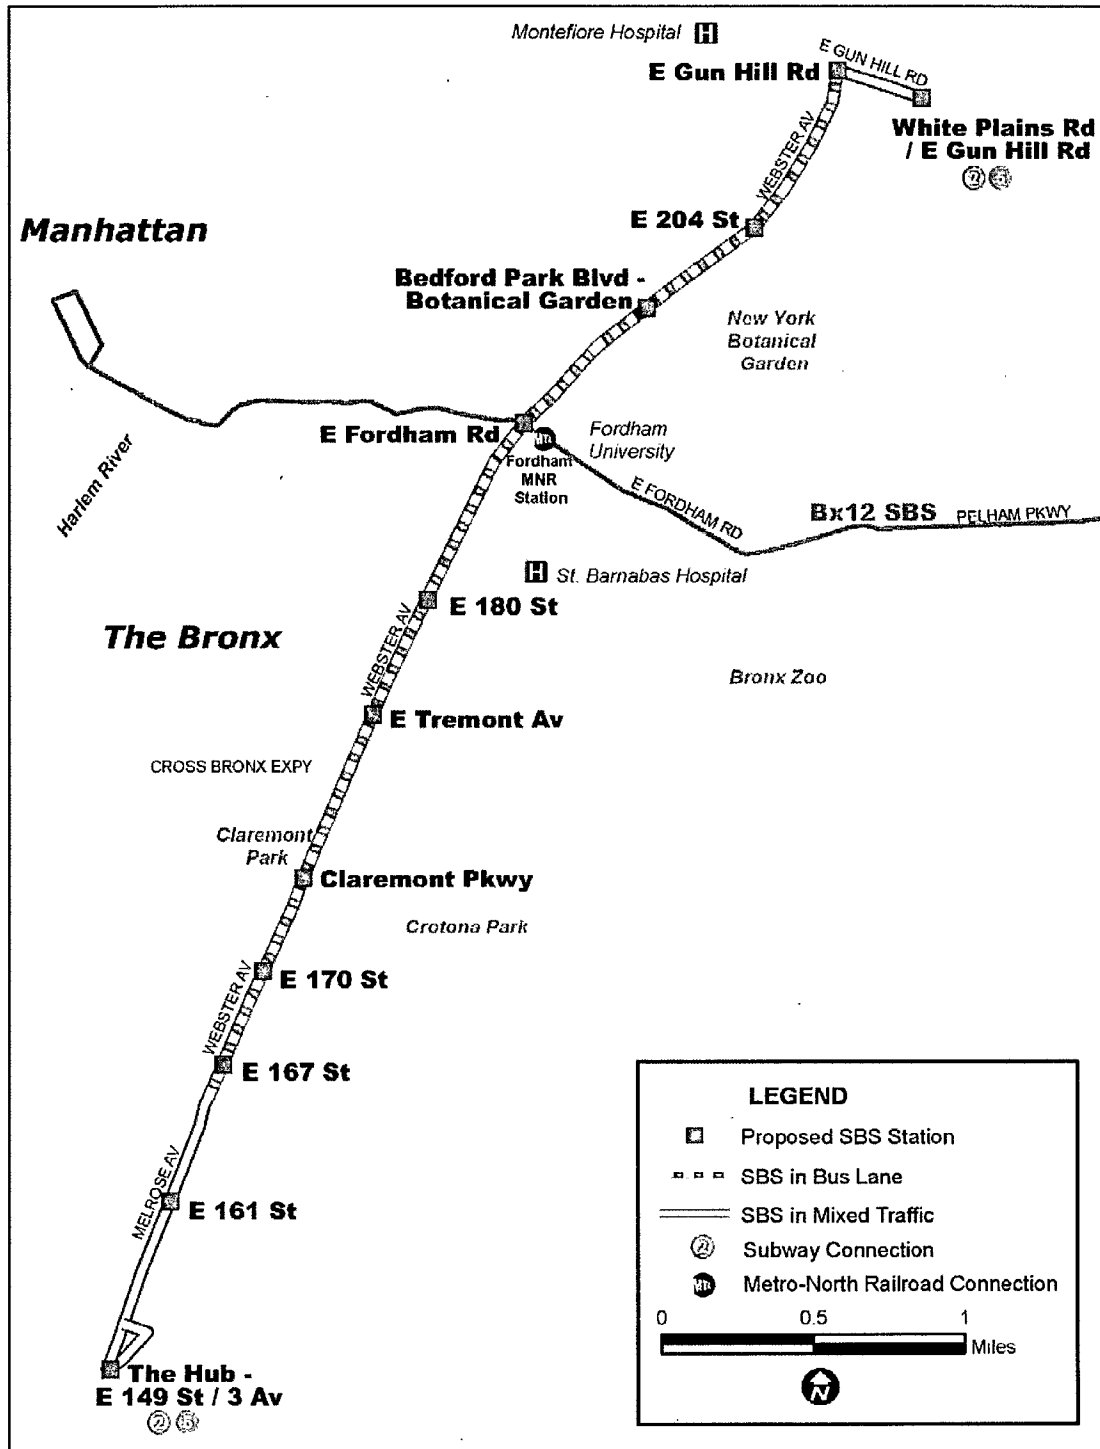 Montefiore Hospital H
E GUN HILL RD
E Gun Hill Rd
White Plains Rd
/ E Gun Hill Rd
2 5
WEBSTER AV
E 204 St
Manhattan
Bedford Park Blvd -
Botanical Garden
New York
Botanical
Garden
E Fordham Rd
Fordham
MNR
Station
Fordham
University
E FORDHAM RD
Bx12 SBS
PELHAM PKWY
Harlem River
H St. Barnabas Hospital
E 180 St
The Bronx
WEBSTER AV
Bronx Zoo
E Tremont Av
CROSS BRONX EXPY
Claremont
Park
Claremont Pkwy
Crotona Park
WEBSTER AV
E 170 St
E 167 St
MELROSE AV
E 161 St
The Hub -
E 149 St / 3 Av
2 5
LEGEND
Proposed SBS Station
SBS in Bus Lane
SBS in Mixed Traffic
2 Subway Connection
Metro-North Railroad Connection
0 0.5 1
Miles
N